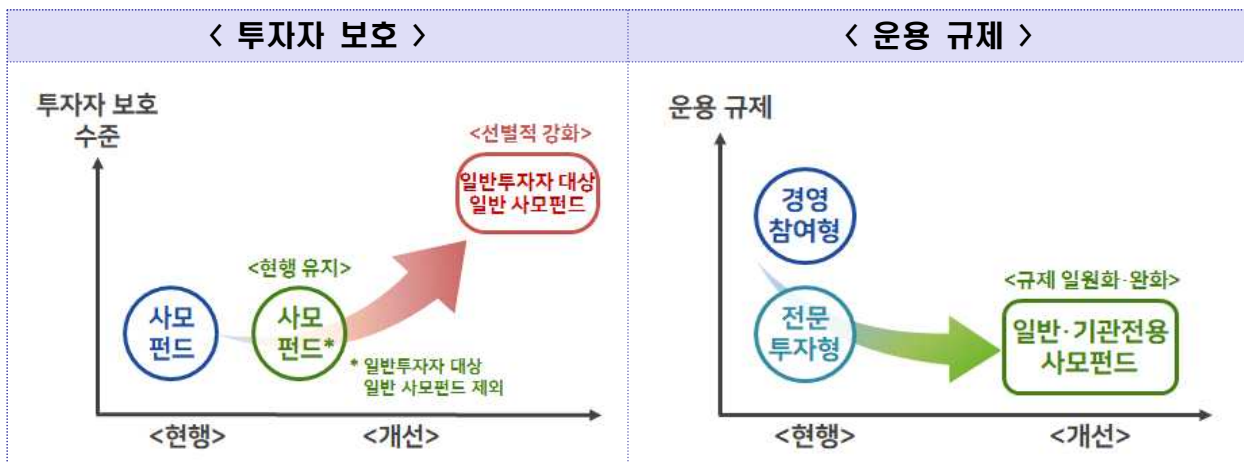 < 투자자 보호 >
투자자 보호
수준
<선별적 강화>
일반투자자 대상
일반 사모펀드
<현행 유지>
사모
펀드
사모
펀드*
* 일반투자자 대상
일반 사모펀드 제외
<현행>
<개선>
< 운용 규제 >
운용 규제
경영
참여형
<규제 일원화·완화>
전문
투자형
일반·기관전용
사모펀드
<현행>
<개선>